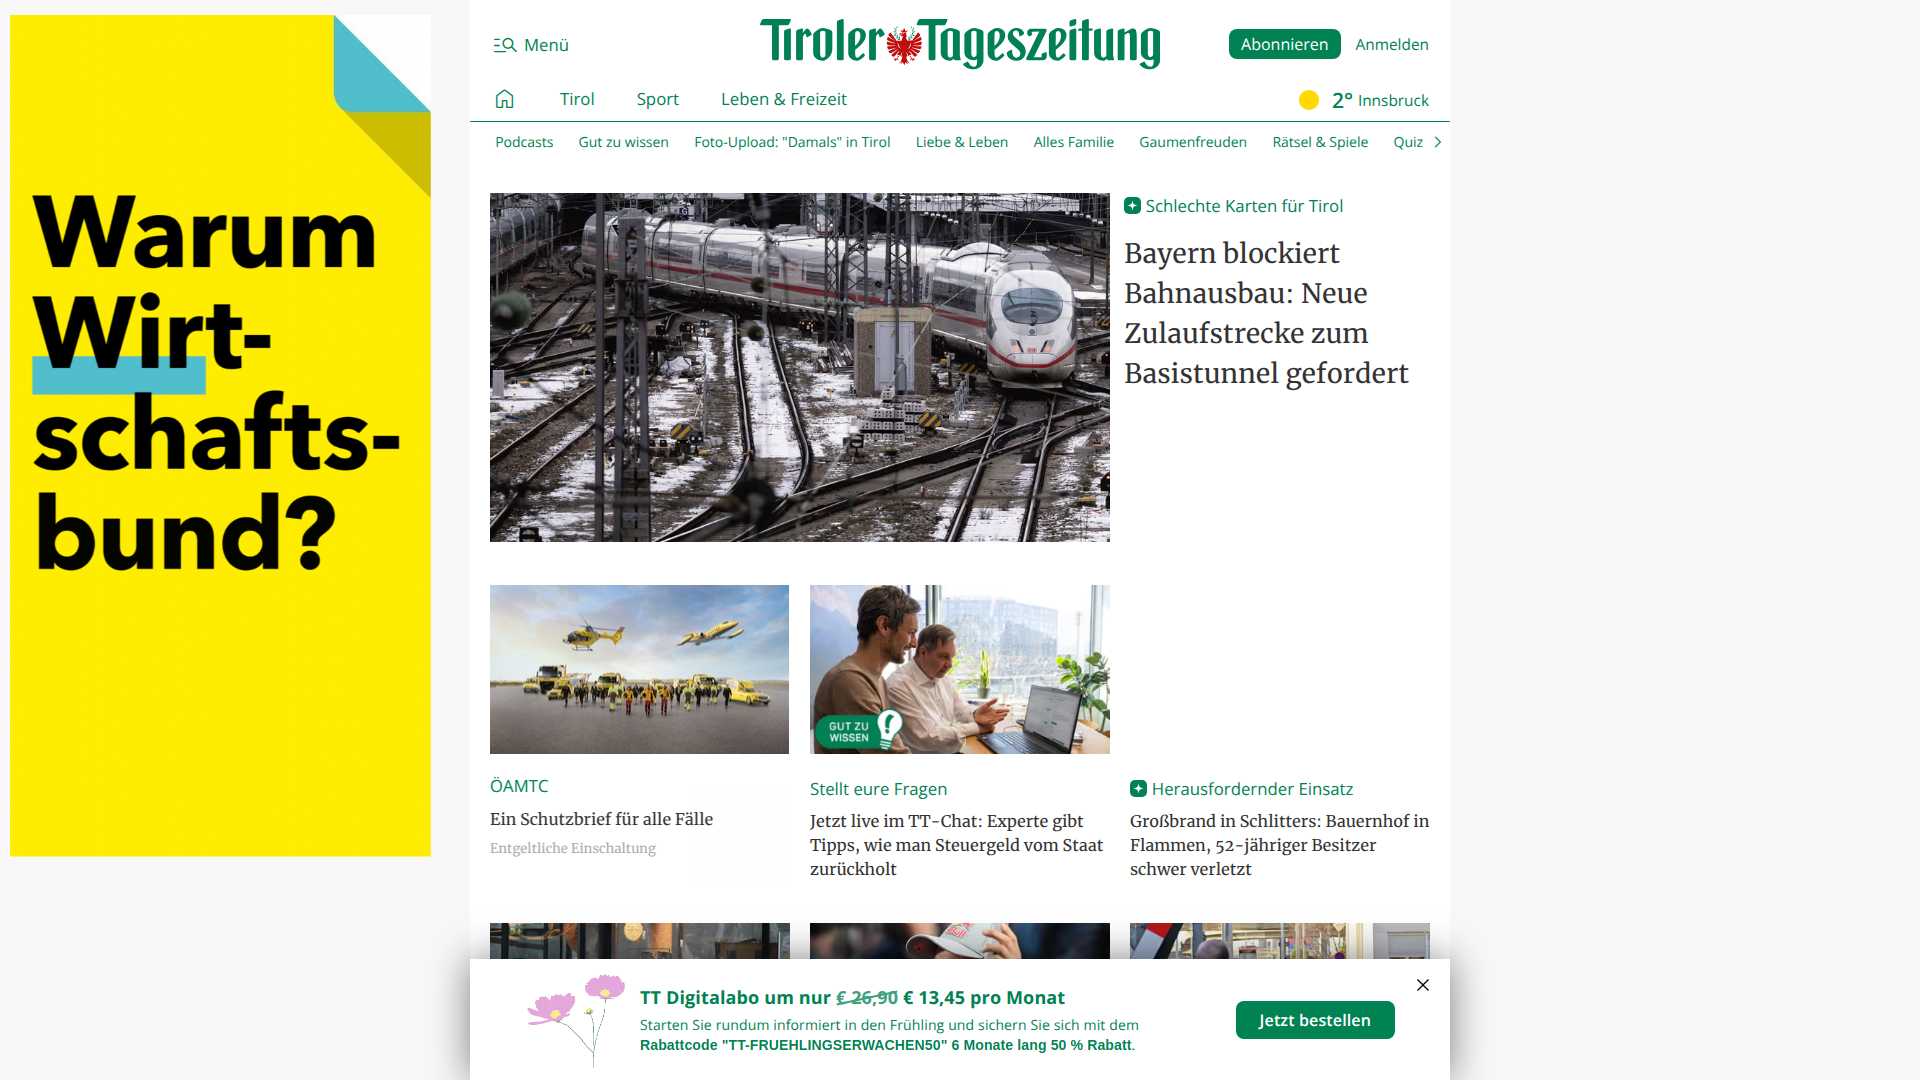 Warum
Wirt-
schafts-
bund?
Menü
Tiroler Tageszeitung
Abonnieren
Anmelden
Tirol
Sport
Leben & Freizeit
2° Innsbruck
Podcasts
Gut zu wissen
Foto-Upload: "Damals" in Tirol
Liebe & Leben
Alles Familie
Gaumenfreuden
Rätsel & Spiele
Quiz
Schlechte Karten für Tirol
Bayern blockiert
Bahnausbau: Neue
Zulaufstrecke zum
Basistunnel gefordert
GUT ZU
WISSEN
ÖAMTC
Ein Schutzbrief für alle Fälle
Entgeltliche Einschaltung
Stellt eure Fragen
Jetzt live im TT-Chat: Experte gibt
Tipps, wie man Steuergeld vom Staat
zurückholt
Herausfordernder Einsatz
Großbrand in Schlitters: Bauernhof in
Flammen, 52-jähriger Besitzer
schwer verletzt
TT Digitalabo um nur € 26,90 € 13,45 pro Monat
Starten Sie rundum informiert in den Frühling und sichern Sie sich mit dem
Rabattcode "TT-FRUEHLINGSERWACHEN50" 6 Monate lang 50 % Rabatt.
Jetzt bestellen